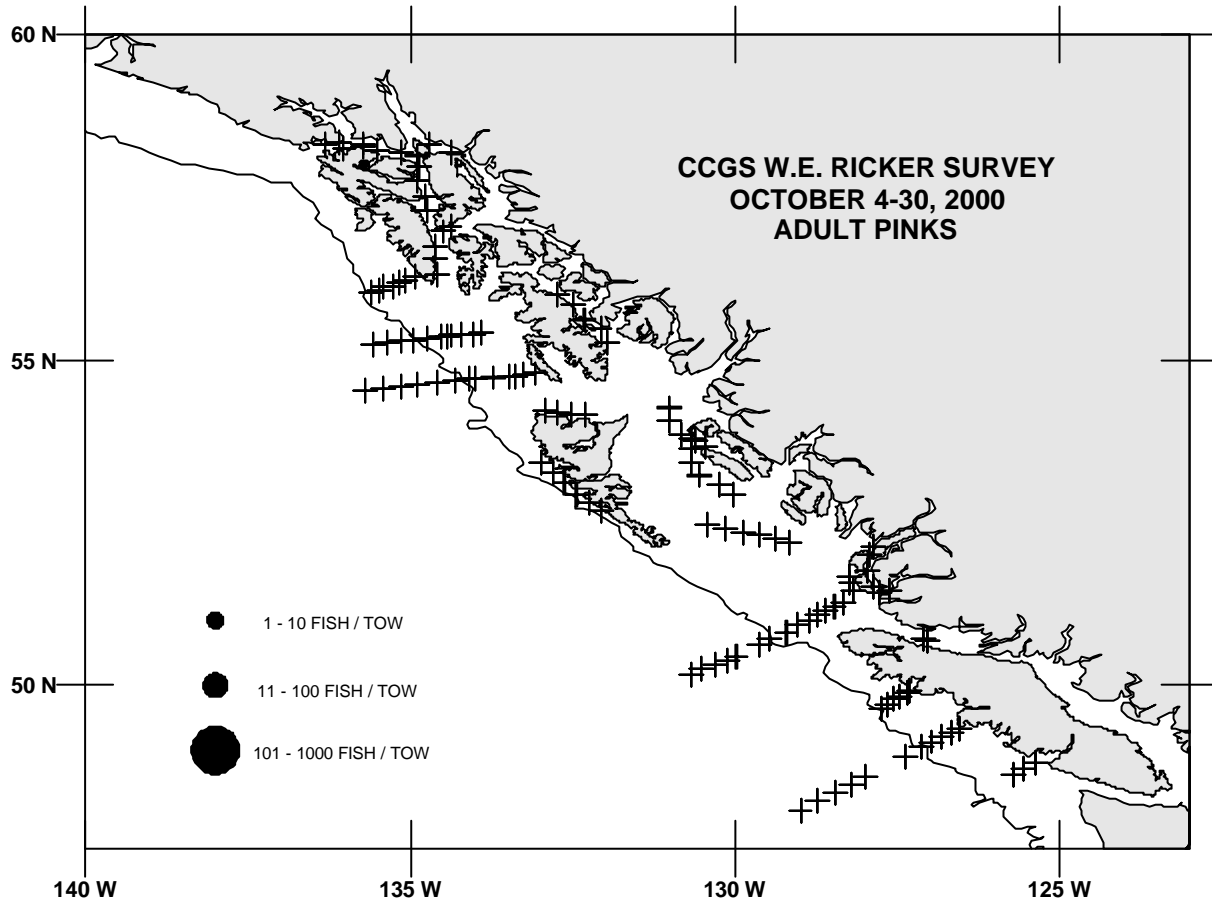 60 N
CCGS W.E. RICKER SURVEY
OCTOBER 4-30, 2000
ADULT PINKS
55 N
1 - 10 FISH / TOW
11 - 100 FISH / TOW
50 N
101 - 1000 FISH / TOW
140 W
135 W
130 W
125 W